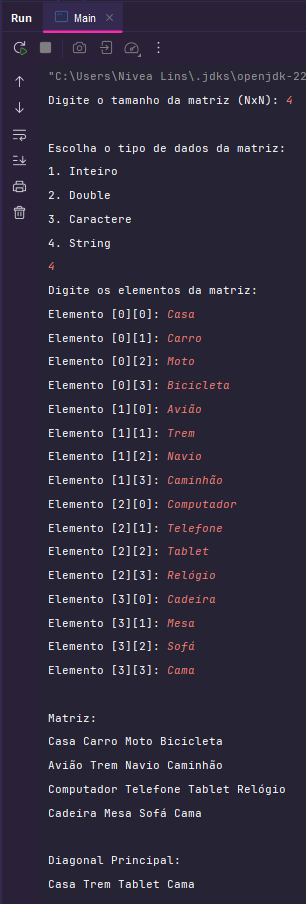 Run Main
"C:\Users\Nivea Lins\.jdks\openjdk-22
Digite o tamanho da matriz (NxN): 4
Escolha o tipo de dados da matriz:
1. Inteiro
2. Double
3. Caractere
4. String
4
Digite os elementos da matriz:
Elemento [0][0]: Casa
Elemento [0][1]: Carro
Elemento [0][2]: Moto
Elemento [0][3]: Bicicleta
Elemento [1][0]: Avião
Elemento [1][1]: Trem
Elemento [1][2]: Navio
Elemento [1][3]: Caminhão
Elemento [2][0]: Computador
Elemento [2][1]: Telefone
Elemento [2][2]: Tablet
Elemento [2][3]: Relógio
Elemento [3][0]: Cadeira
Elemento [3][1]: Mesa
Elemento [3][2]: Sofá
Elemento [3][3]: Cama
Matriz:
Casa Carro Moto Bicicleta
Avião Trem Navio Caminhão
Computador Telefone Tablet Relógio
Cadeira Mesa Sofá Cama
Diagonal Principal:
Casa Trem Tablet Cama